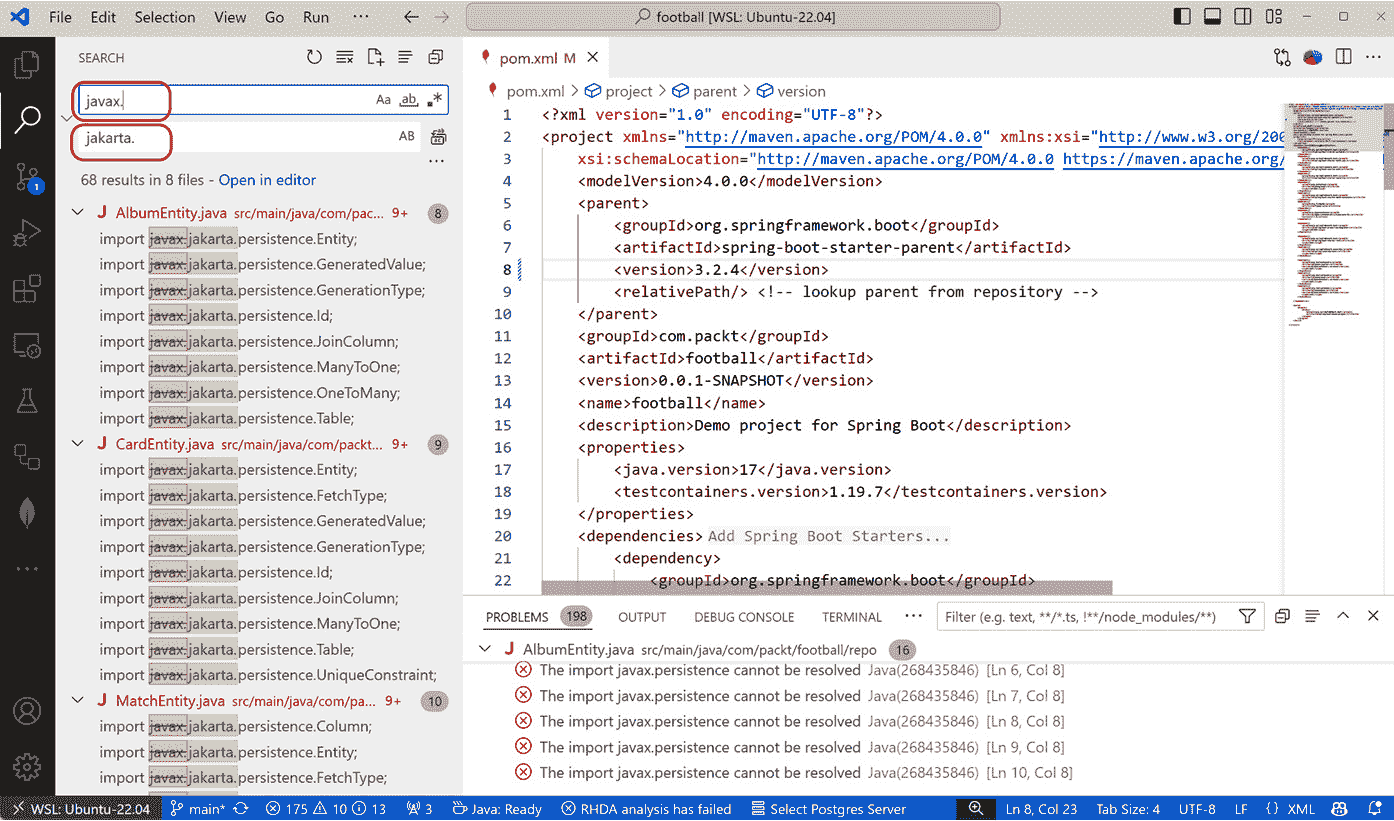 File Edit Selection View Go Run ··· football [WSL: Ubuntu-22.04]
SEARCH
javax.
Aa ab .*
jakarta.
AB
68 results in 8 files - Open in editor
AlbumEntity.java src/main/java/com/pac... 9+ 8
import javax.jakarta.persistence.Entity;
import javax.jakarta.persistence.GeneratedValue;
import javax.jakarta.persistence.GenerationType;
import javax.jakarta.persistence.Id;
import javax.jakarta.persistence.JoinColumn;
import javax.jakarta.persistence.ManyToOne;
import javax.jakarta.persistence.OneToMany;
import javax.jakarta.persistence.Table;
J CardEntity.java src/main/java/com/packt... 9+ 9
import javax.jakarta.persistence.Entity;
import javax.jakarta.persistence.FetchType;
import javax.jakarta.persistence.GeneratedValue;
import javax.jakarta.persistence.GenerationType;
import javax.jakarta.persistence.Id;
import javax.jakarta.persistence.JoinColumn;
import javax.jakarta.persistence.ManyToOne;
import javax.jakarta.persistence.Table;
import javax.jakarta.persistence.UniqueConstraint;
J MatchEntity.java src/main/java/com/pa... 9+ 10
import javax.jakarta.persistence.Column;
import javax.jakarta.persistence.Entity;
import javax.jakarta.persistence.FetchType;
pom.xml M
pom.xml > project > parent > version
1 <?xml version="1.0" encoding="UTF-8"?>
2 <project xmlns="http://maven.apache.org/POM/4.0.0" xmlns:xsi="http://www.w3.org/200
3 xsi:schemaLocation="http://maven.apache.org/POM/4.0.0 https://maven.apache.org/
4 <modelVersion>4.0.0</modelVersion>
5 <parent>
6 <groupId>org.springframework.boot</groupId>
7 <artifactId>spring-boot-starter-parent</artifactId>
8 <version>3.2.4</version>
9 <relativePath/> <!-- lookup parent from repository -->
10 </parent>
11 <groupId>com.packt</groupId>
12 <artifactId>football</artifactId>
13 <version>0.0.1-SNAPSHOT</version>
14 <name>football</name>
15 <description>Demo project for Spring Boot</description>
16 <properties>
17 <java.version>17</java.version>
18 <testcontainers.version>1.19.7</testcontainers.version>
19 </properties>
20 <dependencies> Add Spring Boot Starters...
21 <dependency>
22 <groupId>org.springframework.boot</groupId>
PROBLEMS 198 OUTPUT DEBUG CONSOLE TERMINAL ··· Filter (e.g. text, **/*.ts, !**/node_modules/**)
J AlbumEntity.java src/main/java/com/packt/football/repo 16
The import javax.persistence cannot be resolved Java(268435846) [Ln 6, Col 8]
The import javax.persistence cannot be resolved Java(268435846) [Ln 7, Col 8]
The import javax.persistence cannot be resolved Java(268435846) [Ln 8, Col 8]
The import javax.persistence cannot be resolved Java(268435846) [Ln 9, Col 8]
The import javax.persistence cannot be resolved Java(268435846) [Ln 10, Col 8]
1
WSL: Ubuntu-22.04 main* 175 10 13 3 Java: Ready RHDA analysis has failed Select Postgres Server Ln 8, Col 23 Tab Size: 4 UTF-8 LF {} XML